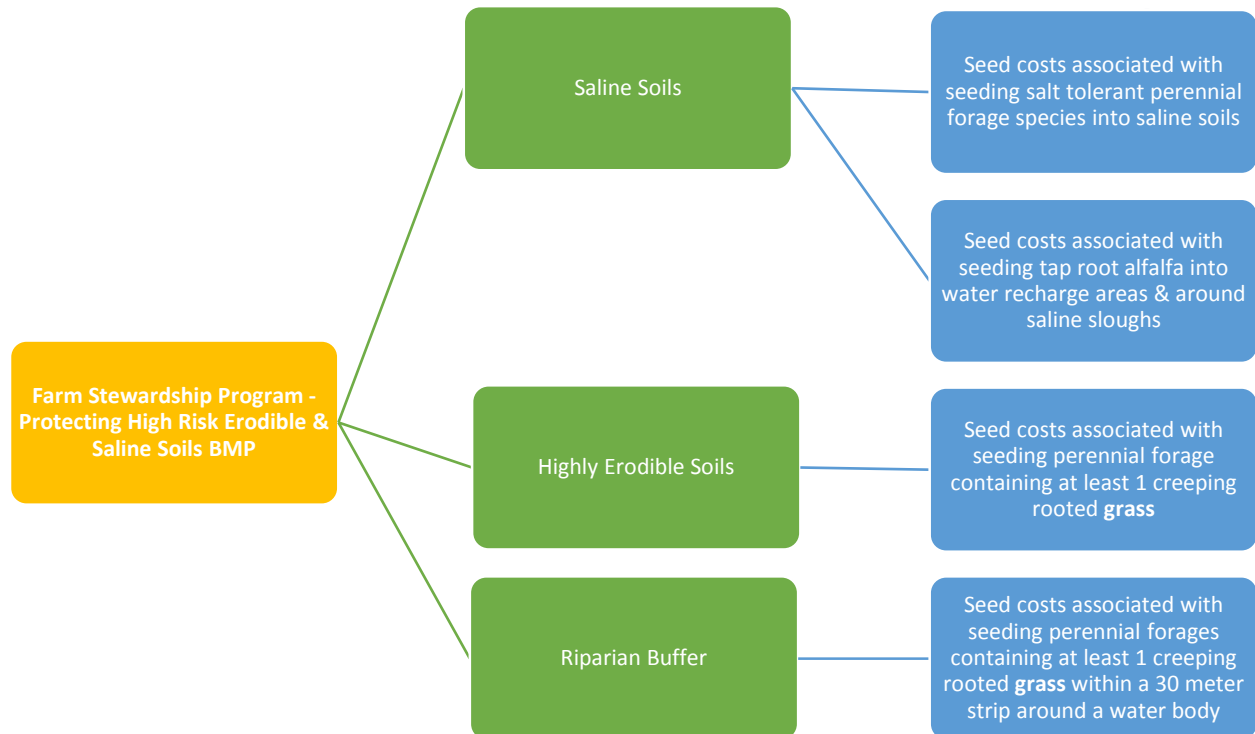 Farm Stewardship Program -
Protecting High Risk Erodible &
Saline Soils BMP
Saline Soils
Seed costs associated with
seeding salt tolerant perennial
forage species into saline soils
Seed costs associated with
seeding tap root alfalfa into
water recharge areas & around
saline sloughs
Highly Erodible Soils
Seed costs associated with
seeding perennial forage
containing at least 1 creeping
rooted grass
Riparian Buffer
Seed costs associated with
seeding perennial forages
containing at least 1 creeping
rooted grass within a 30 meter
strip around a water body